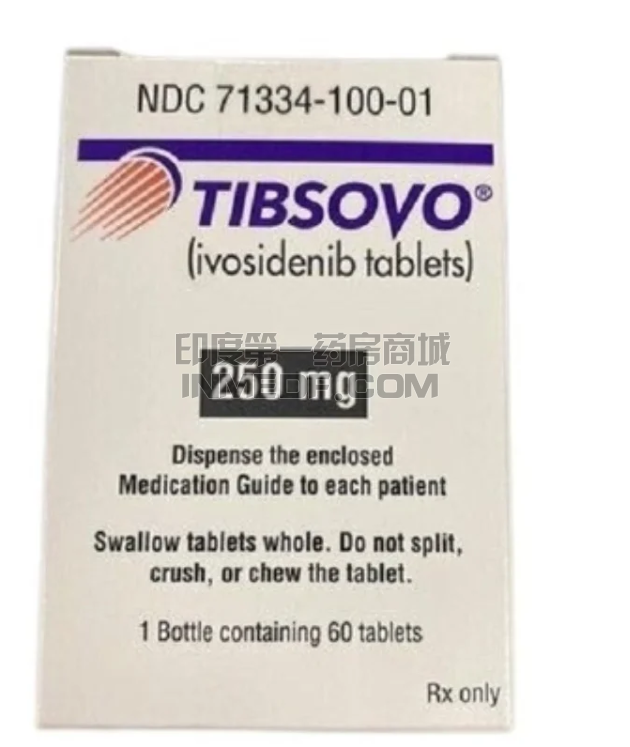 NDC 71334-100-01
TIBSOVO®
(ivosidenib tablets)
印度第一药房商城
250 mg
Dispense the enclosed
Medication Guide to each patient
Swallow tablets whole. Do not split,
crush, or chew the tablet.
1 Bottle containing 60 tablets
Rx only